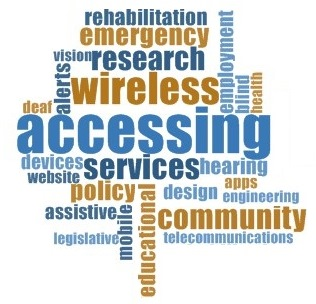 rehabilitation
emergency
employment
vision research
alerts
wireless
blind
health
deaf
accessing
devices services hearing
website
policy
apps
design engineering
assistive
mobile
educational
community
legislative
telecommunications